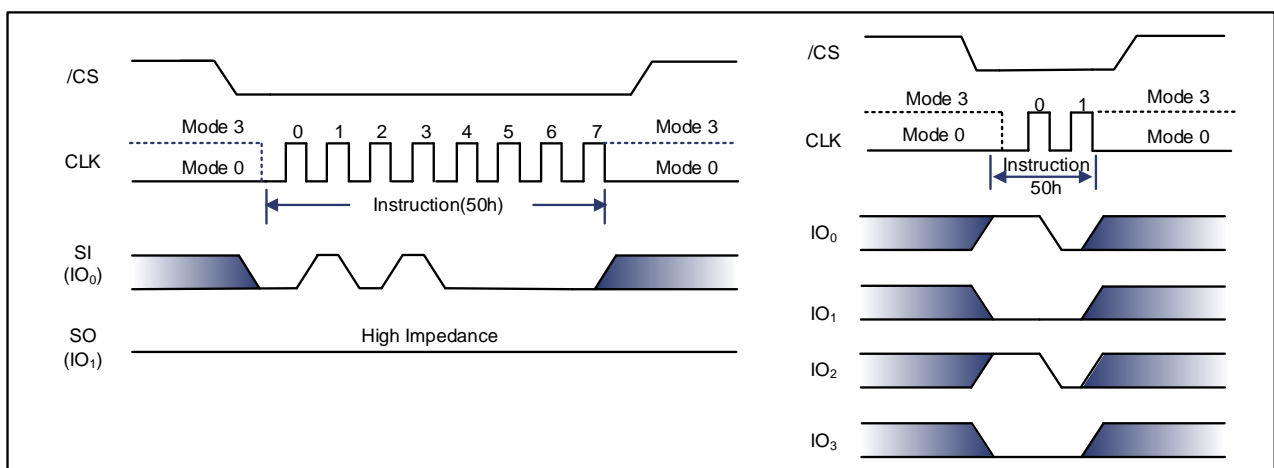 /CS
Mode 3 0 1 2 3 4 5 6 7 Mode 3
CLK
Mode 0 Mode 0
Instruction(50h)
SI
(IO0)
SO
(IO1)
High Impedance
/CS
Mode 3 0 1 Mode 3
CLK
Mode 0 Mode 0
Instruction
50h
IO0
IO1
IO2
IO3